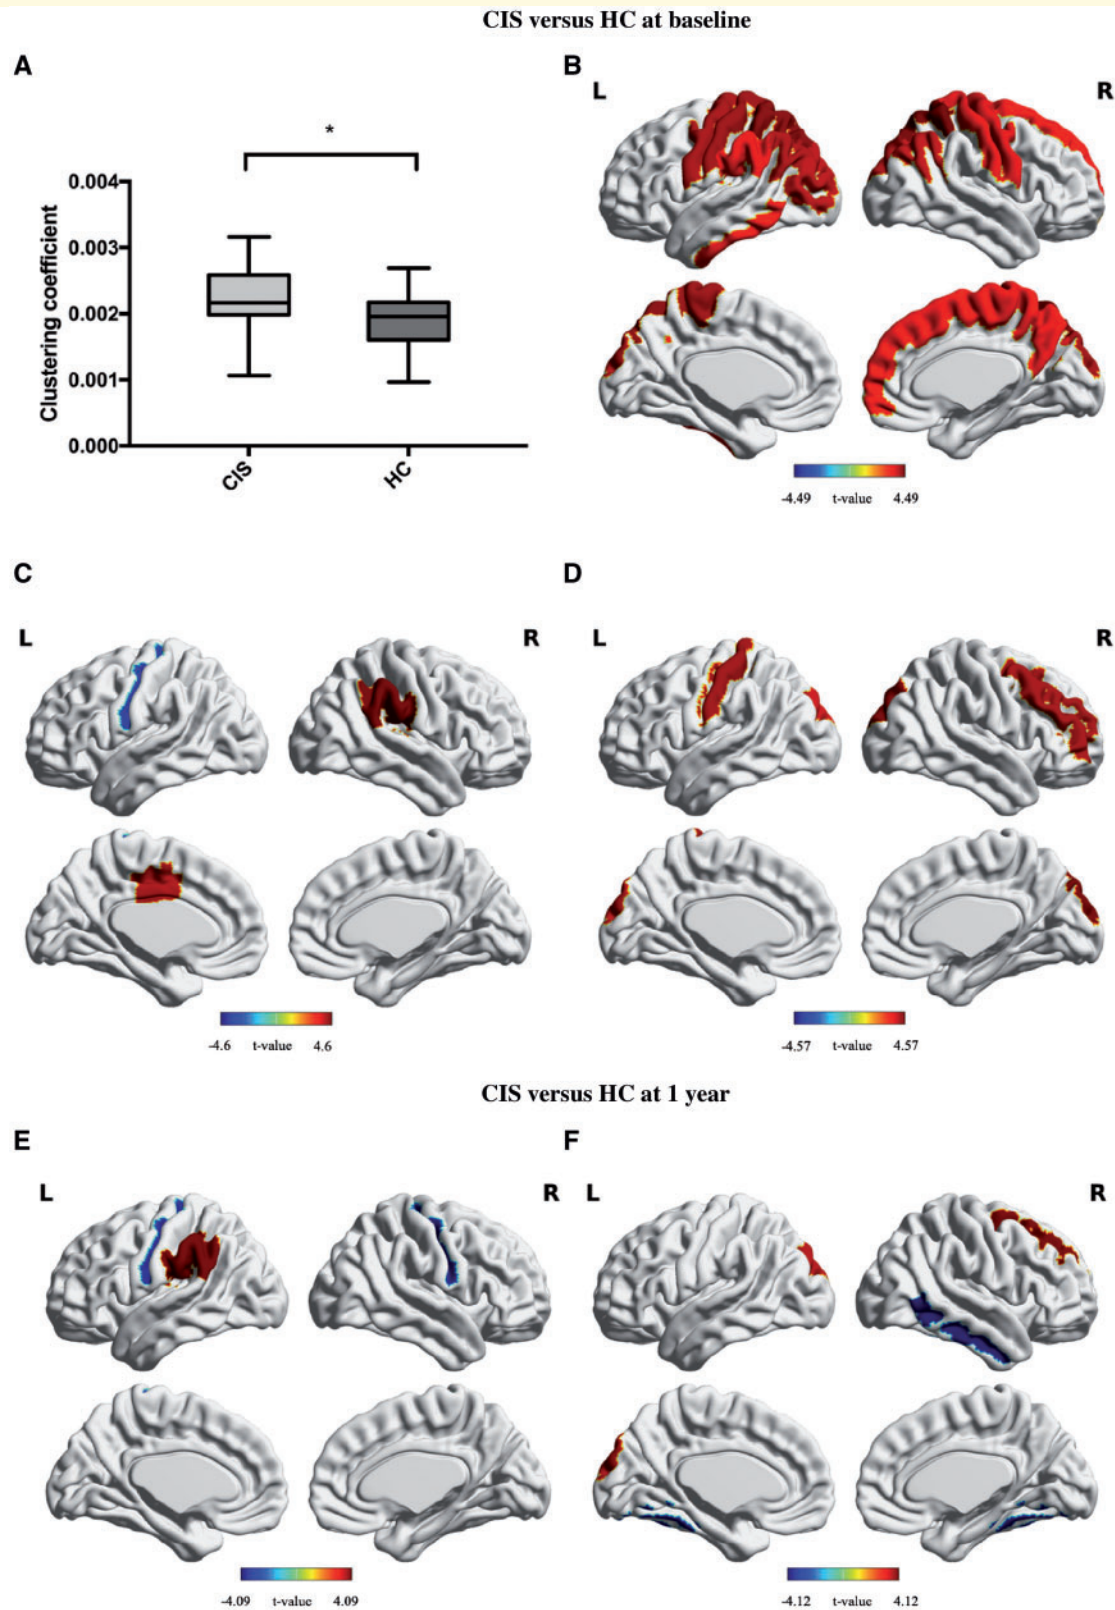 CIS versus HC at baseline
A
B
L
R
*
0.004
0.003
0.002
0.001
0.000
Clustering coefficient
CIS
HC
-4.49 t-value 4.49
C
D
L
R
L
R
-4.6 t-value 4.6
-4.57 t-value 4.57
CIS versus HC at 1 year
E
F
L
R
L
R
-4.09 t-value 4.09
-4.12 t-value 4.12